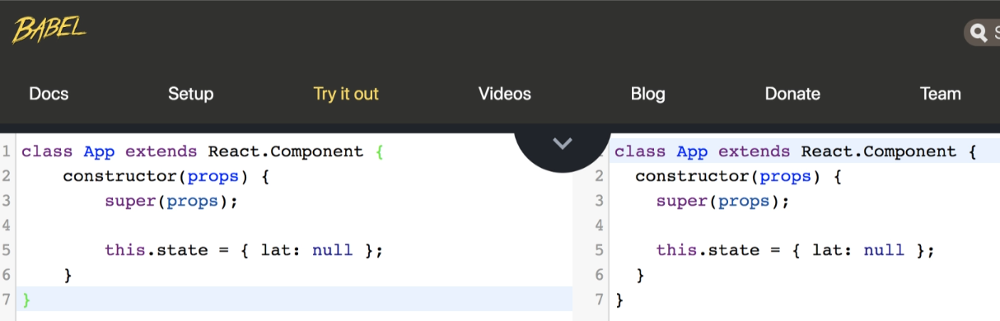 BABEL
S
Docs Setup Try it out Videos Blog Donate Team
1 class App extends React.Component {
2 constructor(props) {
3 super(props);
4
5 this.state = { lat: null };
6 }
7 }
class App extends React.Component {
2 constructor(props) {
3 super(props);
4
5 this.state = { lat: null };
6 }
7 }